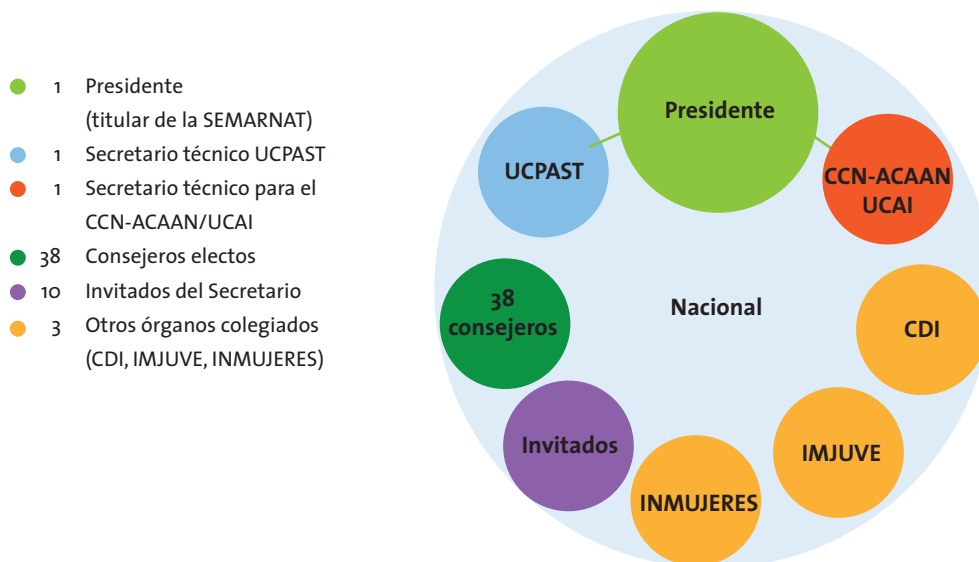 1 Presidente
(titular de la SEMARNAT)
1 Secretario técnico UCPAST
1 Secretario técnico para el
CCN-ACAAN/UCAI
38 Consejeros electos
10 Invitados del Secretario
3 Otros órganos colegiados
(CDI, IMJUVE, INMUJERES)
Presidente
UCPAST
CCN-ACAAN
UCAI
38
consejeros
Nacional
CDI
Invitados
IMJUVE
INMUJERES